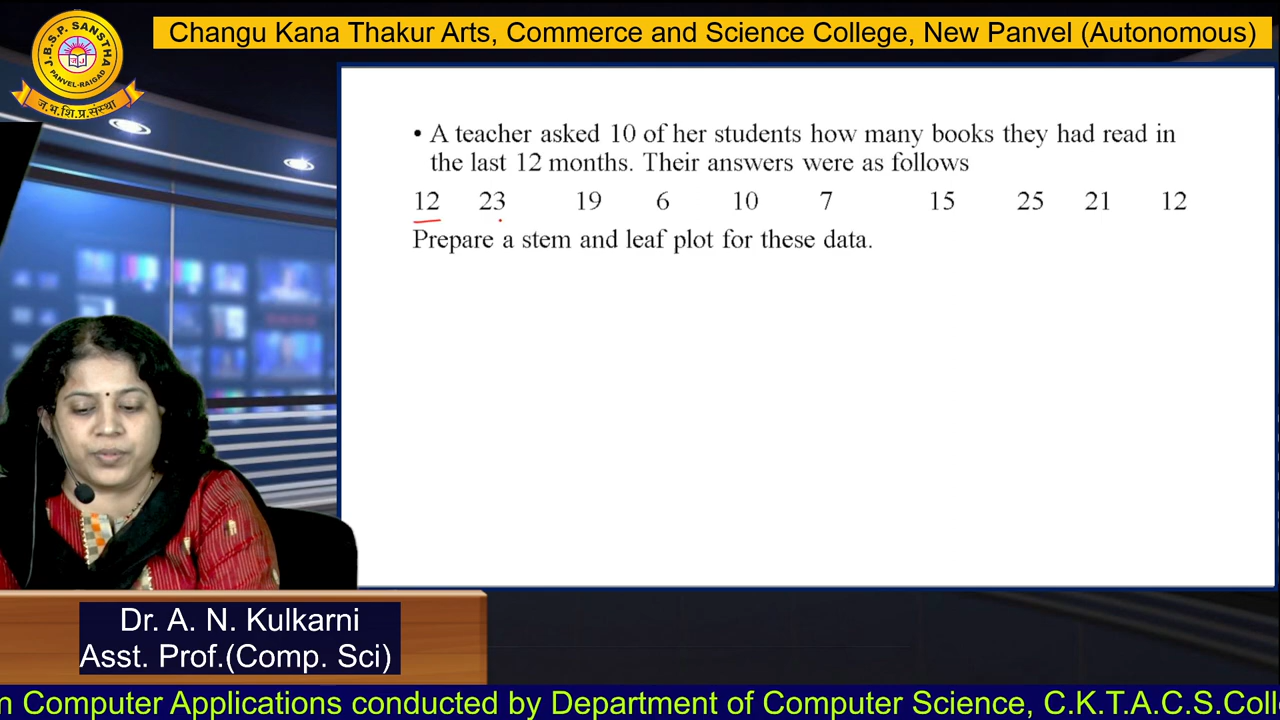 J.B.S.P. SANSTHA
PANVEL-RAIGAD
ज.भ.शि.प्र.संस्था
Changu Kana Thakur Arts, Commerce and Science College, New Panvel (Autonomous)
• A teacher asked 10 of her students how many books they had read in
the last 12 months. Their answers were as follows
12 23 19 6 10 7 15 25 21 12
Prepare a stem and leaf plot for these data.
Dr. A. N. Kulkarni
Asst. Prof.(Comp. Sci)
n Computer Applications conducted by Department of Computer Science, C.K.T.A.C.S.Coll